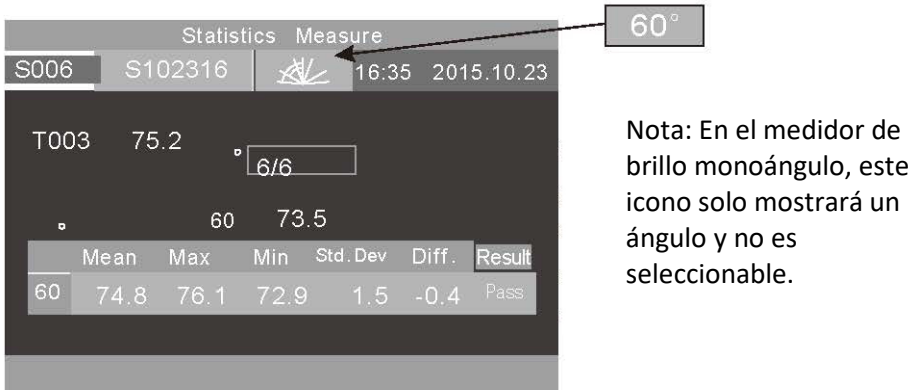 60°
Statistics Measure
S006 S102316 16:35 2015.10.23
T003 75.2 °
6/6
° 60 73.5
Mean Max Min Std.Dev Diff. Result
60 74.8 76.1 72.9 1.5 -0.4 Pass
Nota: En el medidor de
brillo monoángulo, este
icono solo mostrará un
ángulo y no es
seleccionable.